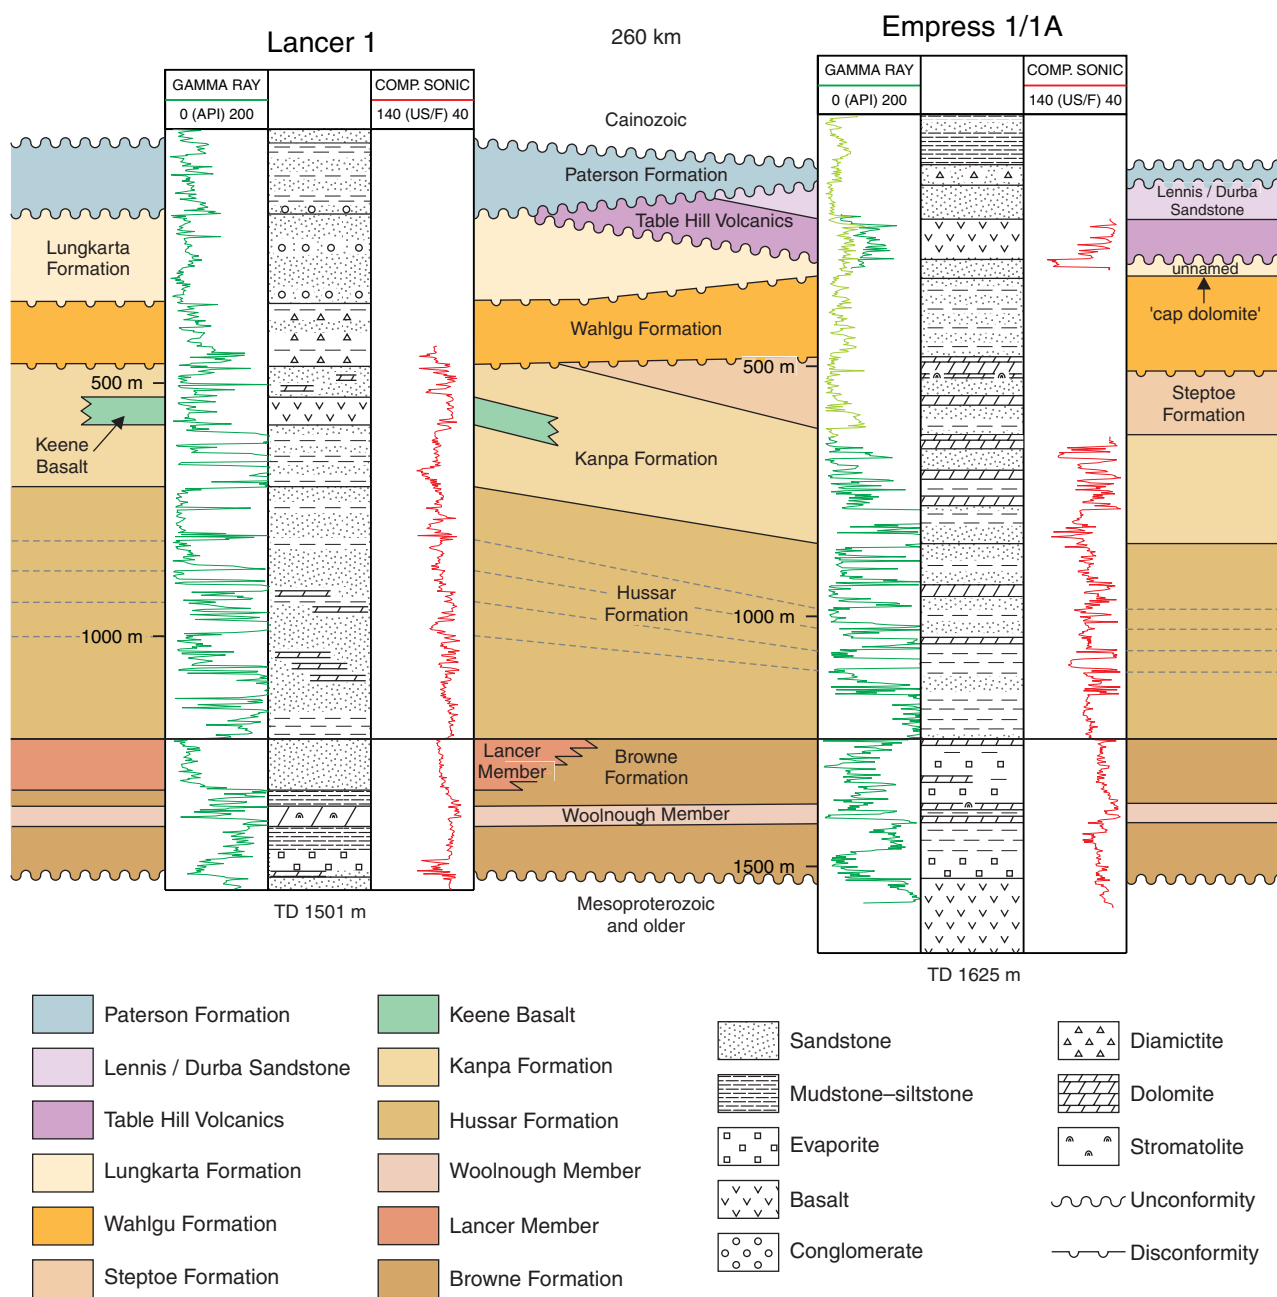 Lancer 1
260 km
Empress 1/1A
GAMMA RAY
COMP. SONIC
0 (API) 200
140 (US/F) 40
GAMMA RAY
COMP. SONIC
0 (API) 200
140 (US/F) 40
Cainozoic
Paterson Formation
Lennis / Durba
Sandstone
Table Hill Volcanics
Lungkarta
Formation
unnamed
'cap dolomite'
Wahlgu Formation
500 m
500 m
Steptoe
Formation
Keene
Basalt
Kanpa Formation
Hussar
Formation
1000 m
1000 m
Lancer
Member
Browne
Formation
Woolnough Member
1500 m
TD 1501 m
Mesoproterozoic
and older
TD 1625 m
Paterson Formation
Lennis / Durba Sandstone
Table Hill Volcanics
Lungkarta Formation
Wahlgu Formation
Steptoe Formation
Keene Basalt
Kanpa Formation
Hussar Formation
Woolnough Member
Lancer Member
Browne Formation
Sandstone
Mudstone–siltstone
Evaporite
Basalt
Conglomerate
Diamictite
Dolomite
Stromatolite
Unconformity
Disconformity